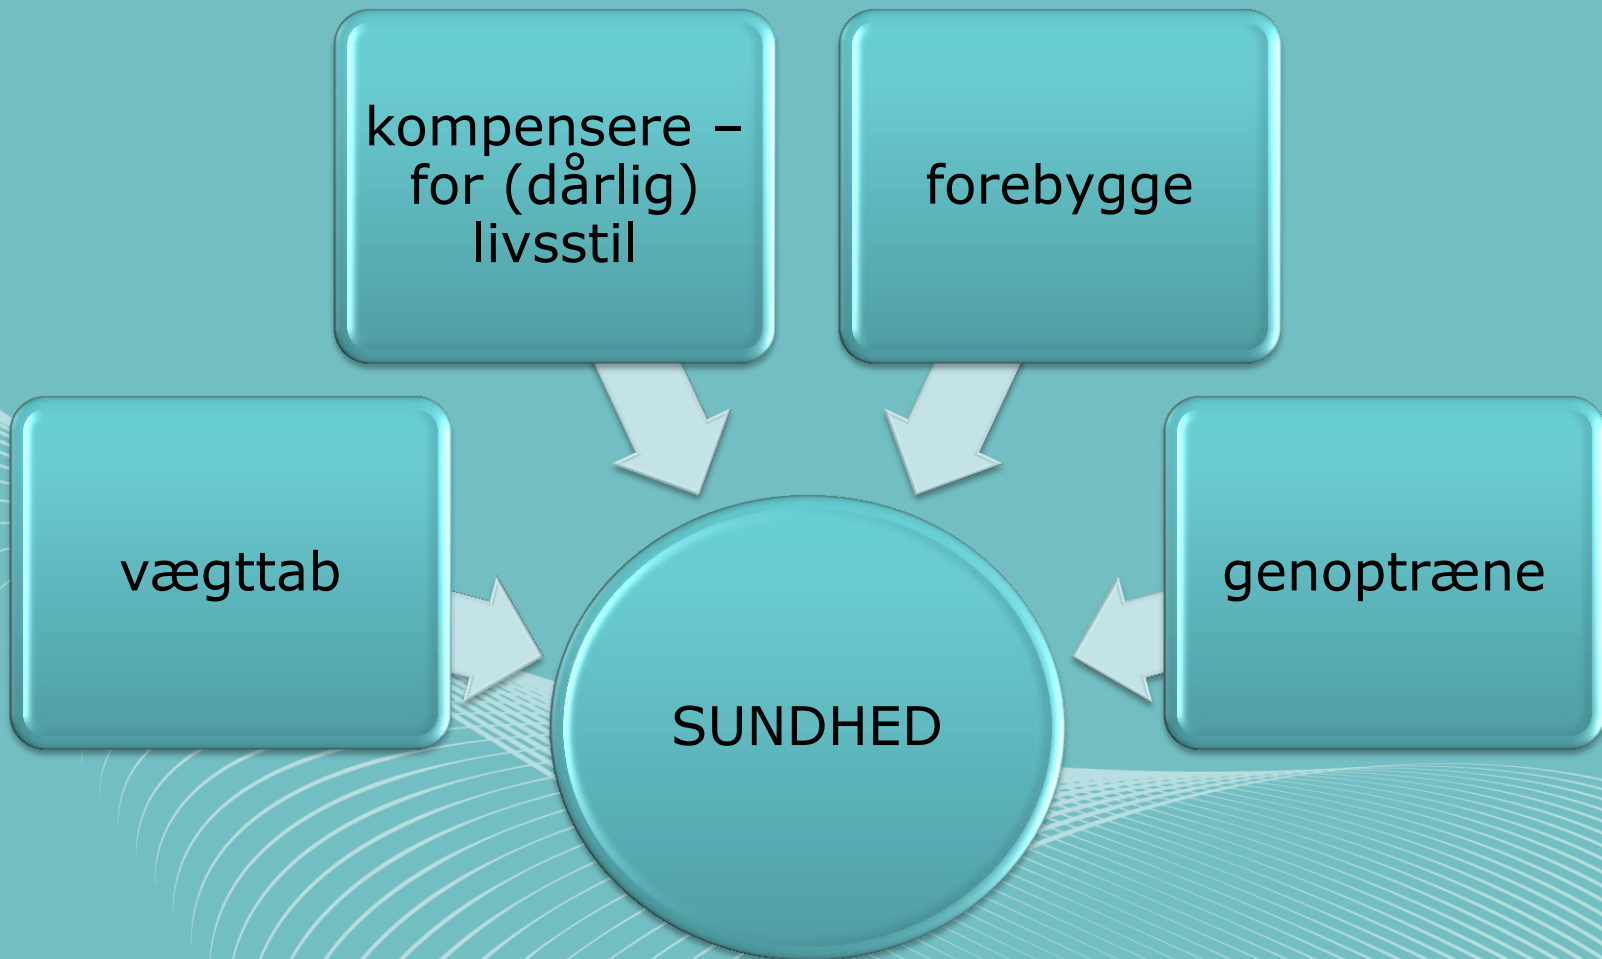 kompensere –
for (dårlig)
livsstil
forebygge
vægttab
genoptræne
SUNDHED